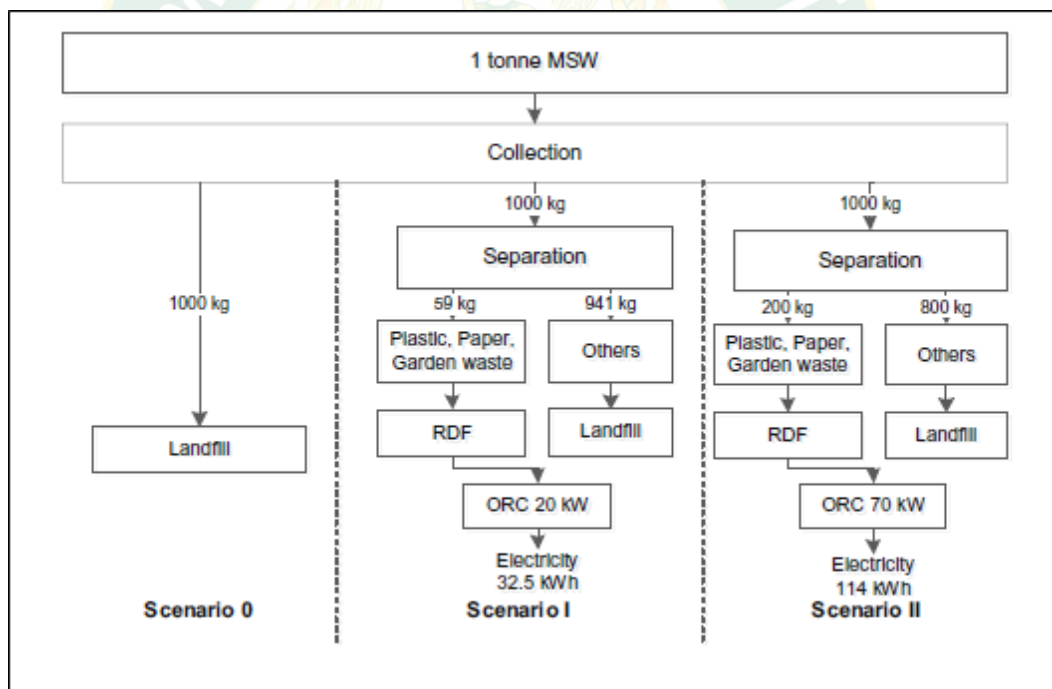 1 tonne MSW
Collection
1000 kg
1000 kg
1000 kg
Separation
Separation
59 kg
941 kg
200 kg
800 kg
Plastic, Paper,
Garden waste
Others
Plastic, Paper,
Garden waste
Others
RDF
Landfill
RDF
Landfill
Landfill
ORC 20 kW
ORC 70 kW
Electricity
32.5 kWh
Electricity
114 kWh
Scenario 0
Scenario I
Scenario II